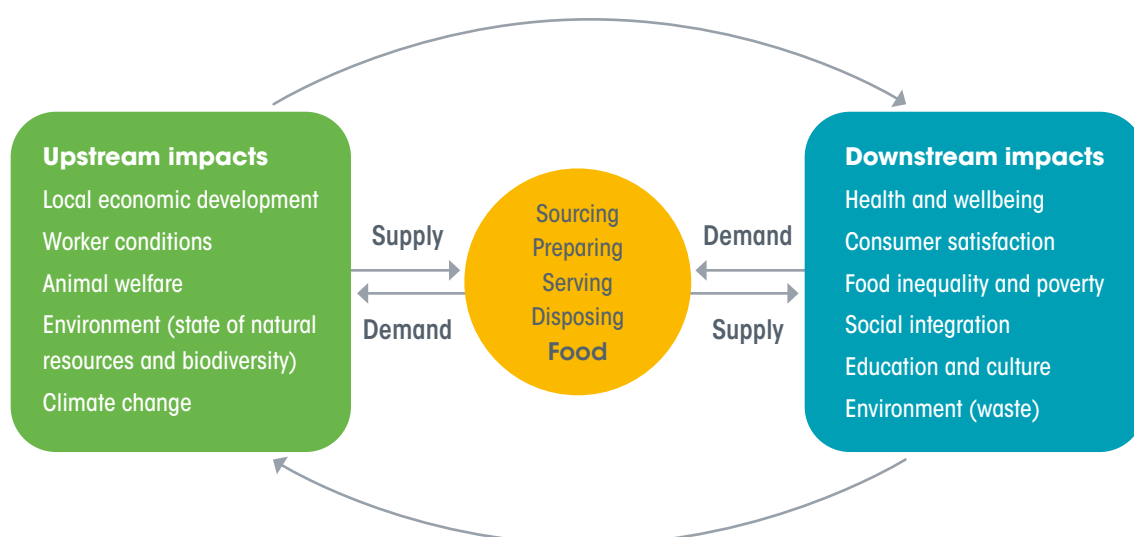 Upstream impacts
Local economic development
Worker conditions
Animal welfare
Environment (state of natural
resources and biodiversity)
Climate change
Supply
Demand
Sourcing
Preparing
Serving
Disposing
Food
Demand
Supply
Downstream impacts
Health and wellbeing
Consumer satisfaction
Food inequality and poverty
Social integration
Education and culture
Environment (waste)